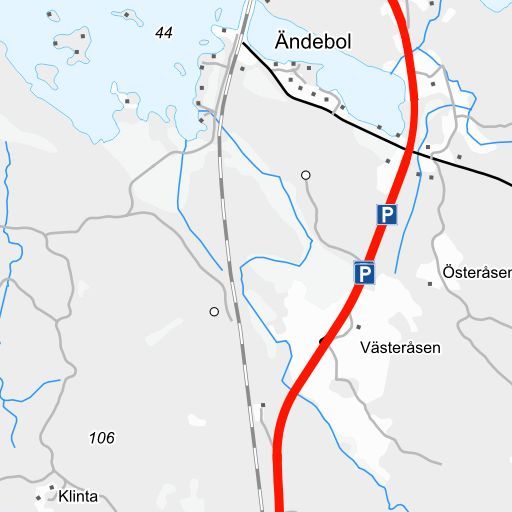 44
Ändebol
P
P
Österåsen
Västeråsen
106
Klinta